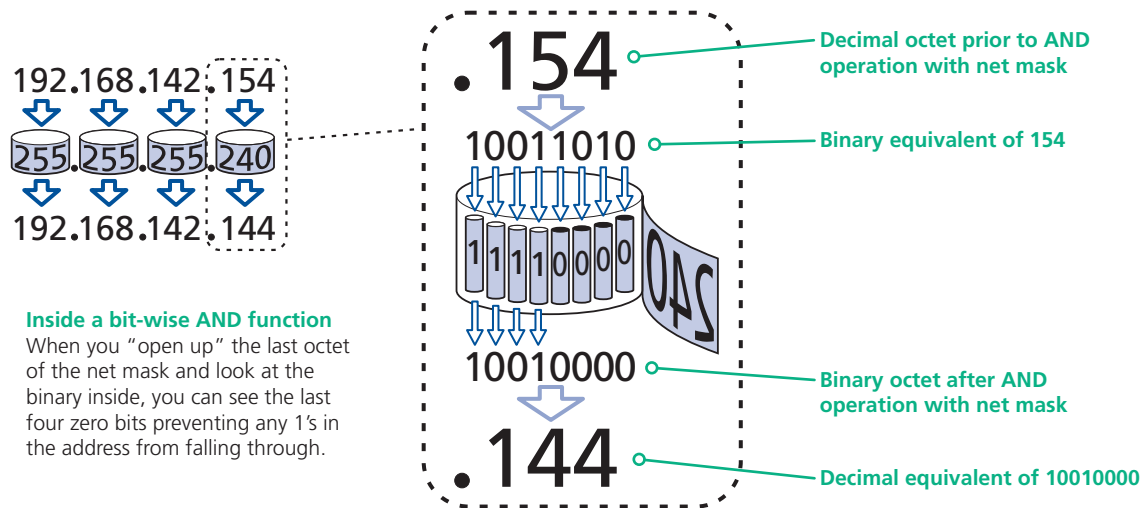 192.168.142.154
255.255.255.240
192.168.142.144
Inside a bit-wise AND function
When you “open up” the last octet
of the net mask and look at the
binary inside, you can see the last
four zero bits preventing any 1’s in
the address from falling through.
.154
10011010
11110000
240
10010000
.144
Decimal octet prior to AND
operation with net mask
Binary equivalent of 154
Binary octet after AND
operation with net mask
Decimal equivalent of 10010000